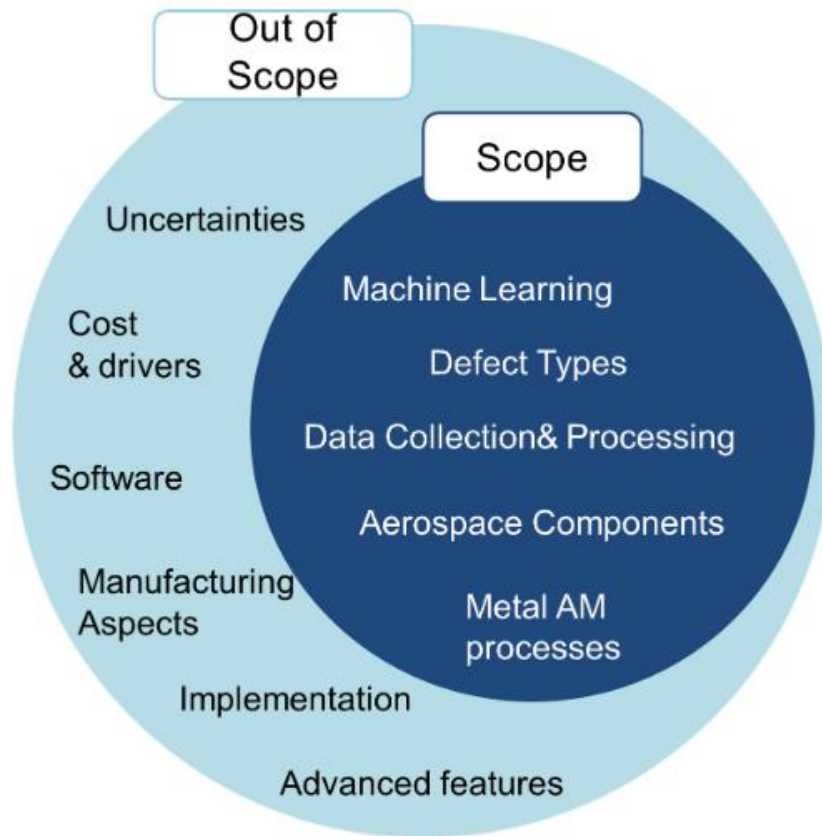 Out of
Scope
Scope
Uncertainties
Machine Learning
Cost
& drivers
Defect Types
Data Collection& Processing
Software
Aerospace Components
Manufacturing
Aspects
Metal AM
processes
Implementation
Advanced features